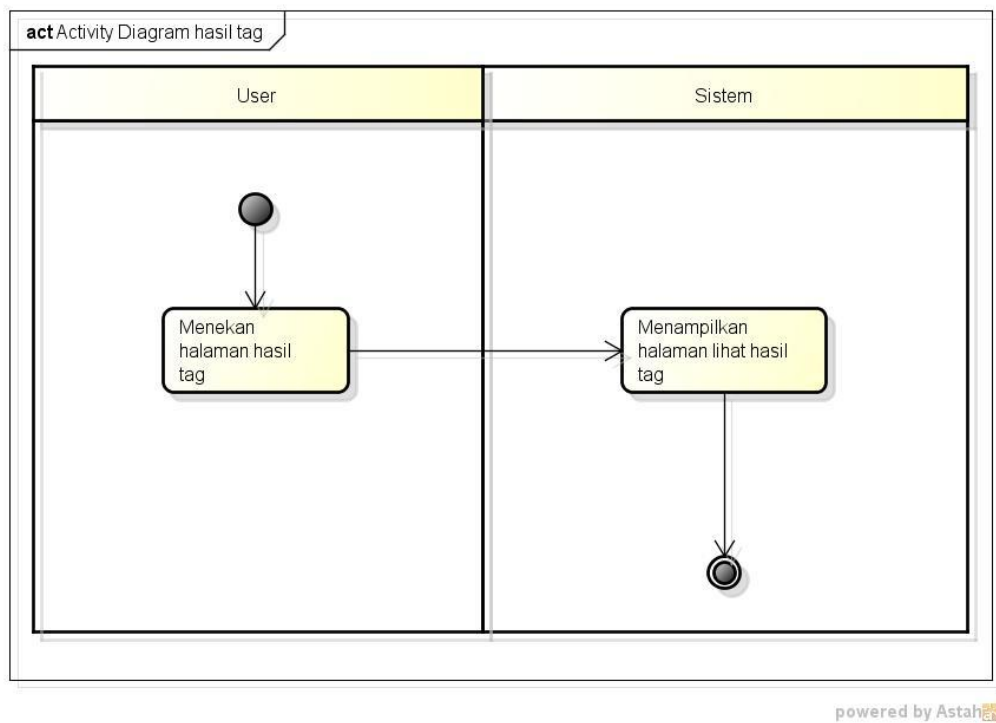 act Activity Diagram hasil tag
User
Sistem
Menekan
halaman hasil
tag
Menampilkan
halaman lihat hasil
tag
powered by Astah